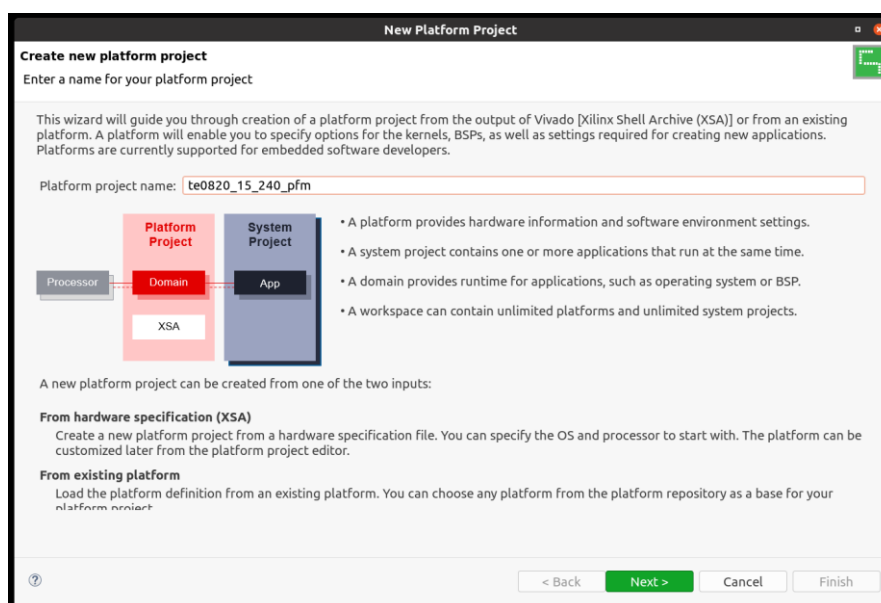 New Platform Project
Create new platform project
Enter a name for your platform project
This wizard will guide you through creation of a platform project from the output of Vivado [Xilinx Shell Archive (XSA)] or from an existing
platform. A platform will enable you to specify options for the kernels, BSPs, as well as settings required for creating new applications.
Platforms are currently supported for embedded software developers.
Platform project name: te0820_15_240_pfm
Platform
Project
System
Project
Processor
Domain
App
XSA
• A platform provides hardware information and software environment settings.
• A system project contains one or more applications that run at the same time.
• A domain provides runtime for applications, such as operating system or BSP.
• A workspace can contain unlimited platforms and unlimited system projects.
A new platform project can be created from one of the two inputs:
From hardware specification (XSA)
Create a new platform project from a hardware specification file. You can specify the OS and processor to start with. The platform can be
customized later from the platform project editor.
From existing platform
Load the platform definition from an existing platform. You can choose any platform from the platform repository as a base for your
platform project.
?
< Back
Next >
Cancel
Finish